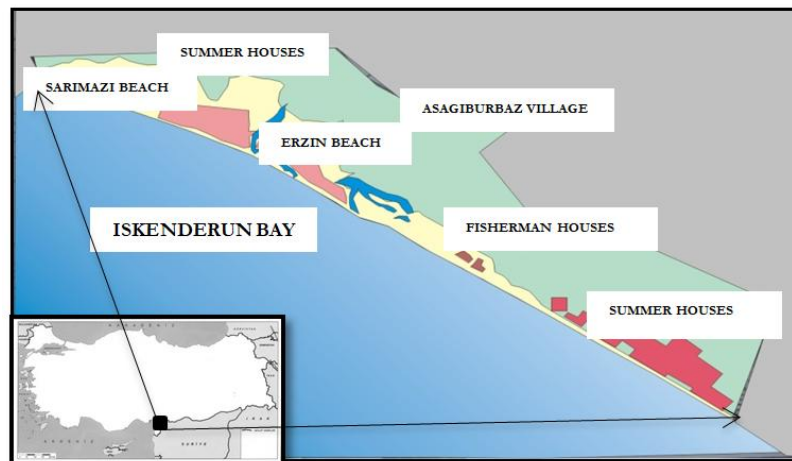 SUMMER HOUSES
SARIMAZI BEACH
ASAGIBURBAZ VILLAGE
ERZIN BEACH
ISKENDERUN BAY
FISHERMAN HOUSES
SUMMER HOUSES